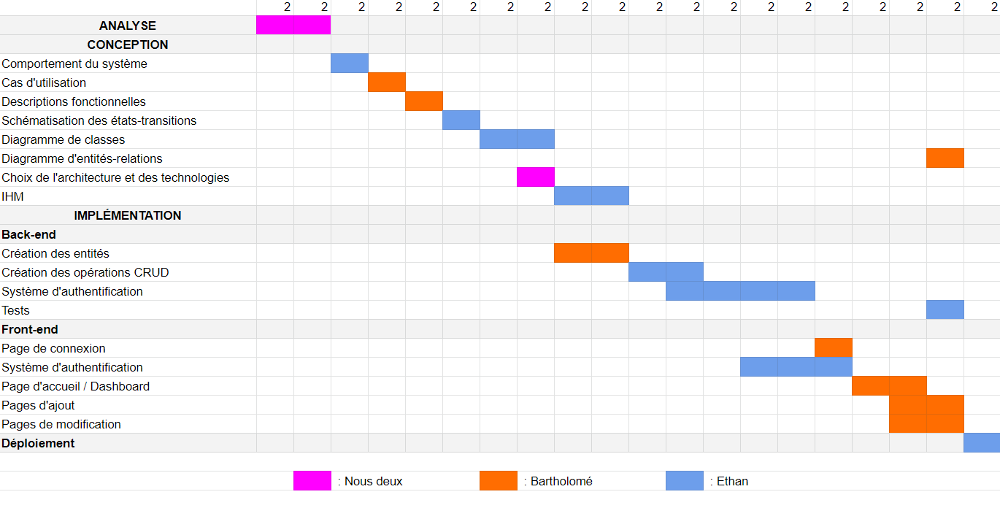 2 2 2 2 2 2 2 2 2 2 2 2 2 2 2 2 2 2 2 2
ANALYSE
CONCEPTION
Comportement du système
Cas d'utilisation
Descriptions fonctionnelles
Schématisation des états-transitions
Diagramme de classes
Diagramme d'entités-relations
Choix de l'architecture et des technologies
IHM
IMPLÉMENTATION
Back-end
Création des entités
Création des opérations CRUD
Système d'authentification
Tests
Front-end
Page de connexion
Système d'authentification
Page d'accueil / Dashboard
Pages d'ajout
Pages de modification
Déploiement
: Nous deux : Bartholomé : Ethan